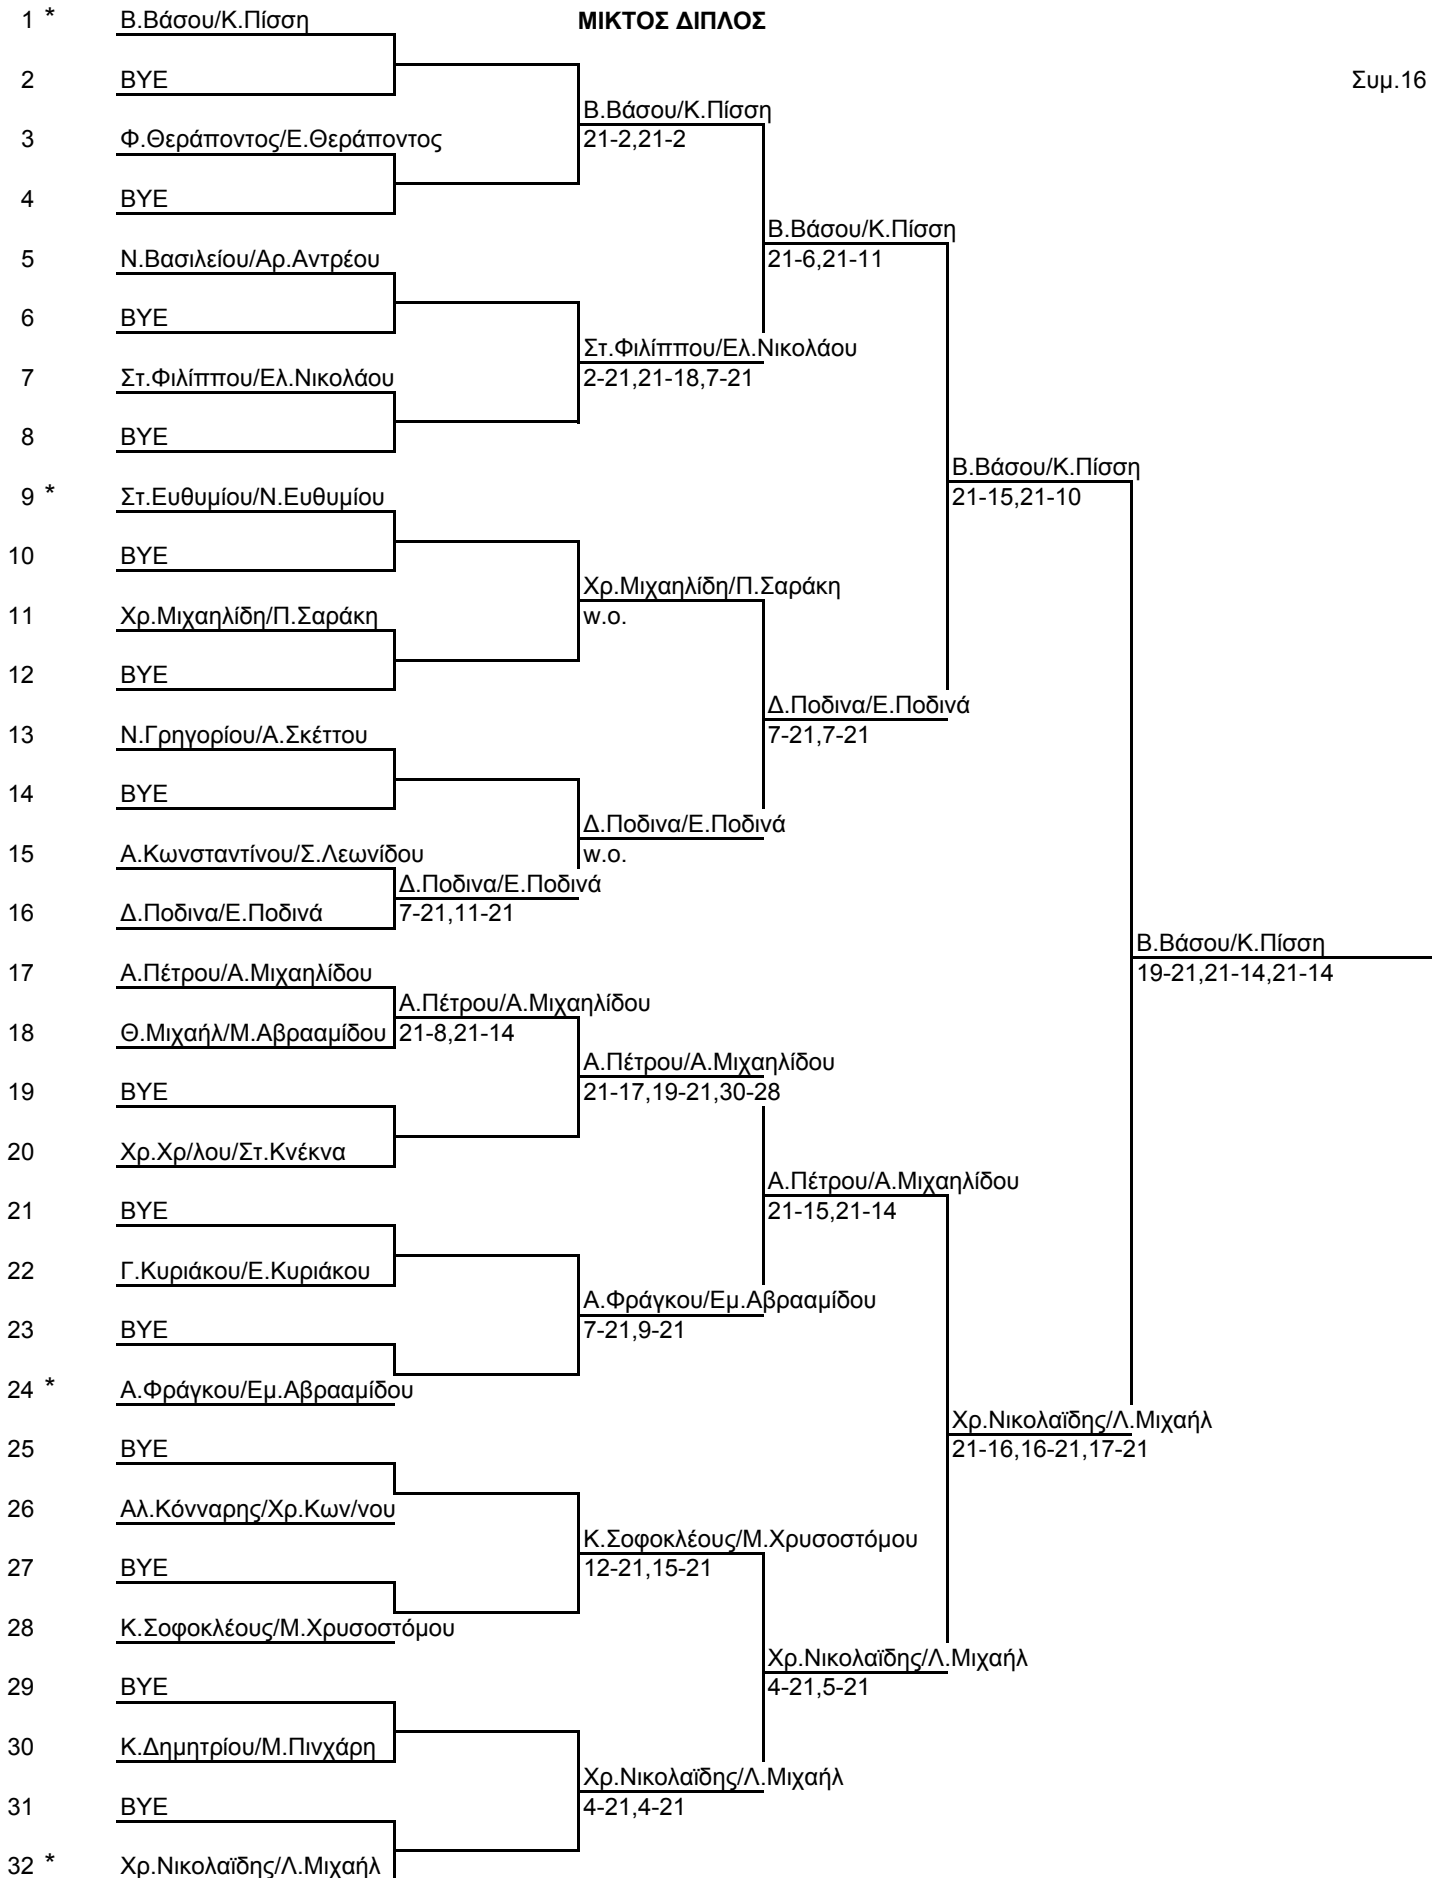 1 * Β.Βάσου/Κ.Πίσση ΜΙΚΤΟΣ ΔΙΠΛΟΣ
2 BYE Συμ.16
Β.Βάσου/Κ.Πίσση
3 Φ.Θεράποντος/Ε.Θεράποντος 21-2,21-2
4 BYE
Β.Βάσου/Κ.Πίσση
5 Ν.Βασιλείου/Αρ.Αντρέου 21-6,21-11
6 BYE
Στ.Φιλίππου/Ελ.Νικολάου
7 Στ.Φιλίππου/Ελ.Νικολάου 2-21,21-18,7-21
8 BYE
Β.Βάσου/Κ.Πίσση
9 * Στ.Ευθυμίου/Ν.Ευθυμίου 21-15,21-10
10 BYE
Χρ.Μιχαηλίδη/Π.Σαράκη
11 Χρ.Μιχαηλίδη/Π.Σαράκη w.o.
12 BYE
Δ.Ποδινα/Ε.Ποδινά
13 Ν.Γρηγορίου/Α.Σκέττου 7-21,7-21
14 BYE
Δ.Ποδινα/Ε.Ποδινά
15 Α.Κωνσταντίνου/Σ.Λεωνίδου w.o.
Δ.Ποδινα/Ε.Ποδινά
16 Δ.Ποδινα/Ε.Ποδινά 7-21,11-21
Β.Βάσου/Κ.Πίσση
17 Α.Πέτρου/Α.Μιχαηλίδου 19-21,21-14,21-14
Α.Πέτρου/Α.Μιχαηλίδου
18 Θ.Μιχαήλ/Μ.Αβρααμίδου 21-8,21-14
Α.Πέτρου/Α.Μιχαηλίδου
19 BYE 21-17,19-21,30-28
20 Χρ.Χρ/λου/Στ.Κνέκνα
Α.Πέτρου/Α.Μιχαηλίδου
21 BYE 21-15,21-14
22 Γ.Κυριάκου/Ε.Κυριάκου
Α.Φράγκου/Εμ.Αβρααμίδου
23 BYE 7-21,9-21
24 * Α.Φράγκου/Εμ.Αβρααμίδου
Χρ.Νικολαϊδης/Λ.Μιχαήλ
25 BYE 21-16,16-21,17-21
26 Αλ.Κόνναρης/Χρ.Κων/νου
Κ.Σοφοκλέους/Μ.Χρυσοστόμου
27 BYE 12-21,15-21
28 Κ.Σοφοκλέους/Μ.Χρυσοστόμου
Χρ.Νικολαϊδης/Λ.Μιχαήλ
29 BYE 4-21,5-21
30 Κ.Δημητρίου/Μ.Πινχάρη
Χρ.Νικολαϊδης/Λ.Μιχαήλ
31 BYE 4-21,4-21
32 * Χρ.Νικολαϊδης/Λ.Μιχαήλ